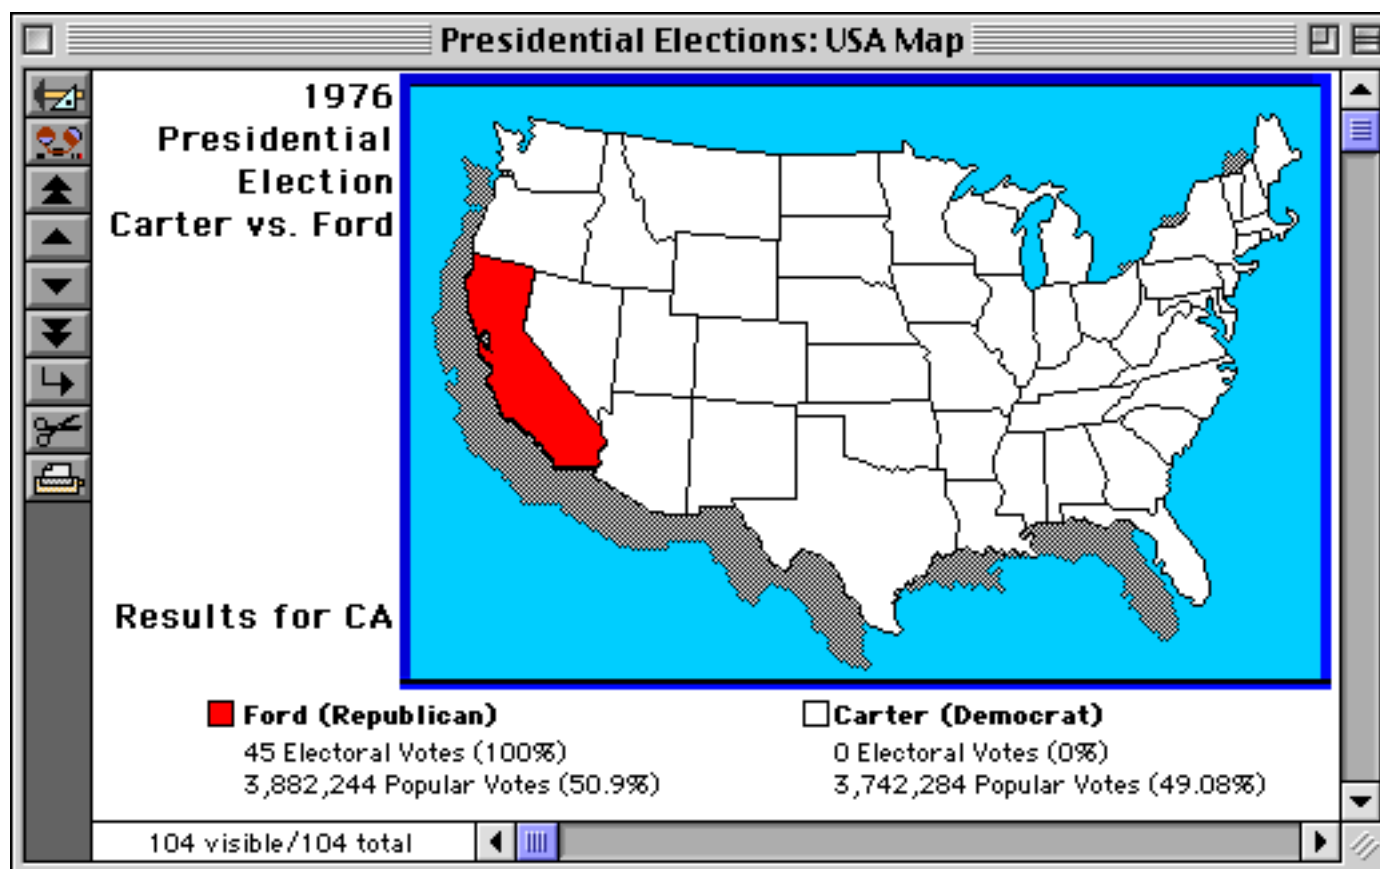 Presidential Elections: USA Map
1976
Presidential
Election
Carter vs. Ford
Results for CA
Ford (Republican)
45 Electoral Votes (100%)
3,882,244 Popular Votes (50.9%)
Carter (Democrat)
0 Electoral Votes (0%)
3,742,284 Popular Votes (49.08%)
104 visible/104 total